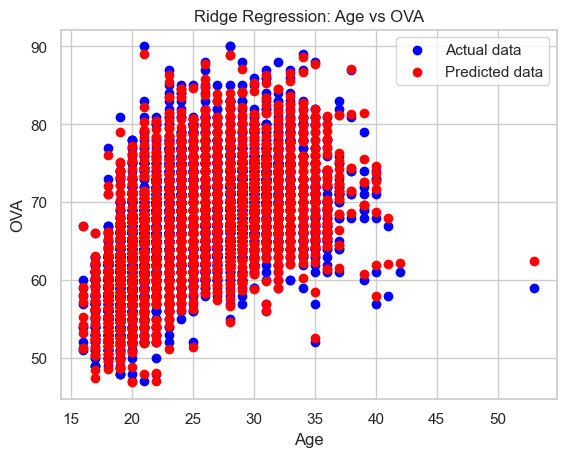 Ridge Regression: Age vs OVA
Actual data
Predicted data
90
80
70
60
50
OVA
15 20 25 30 35 40 45 50
Age